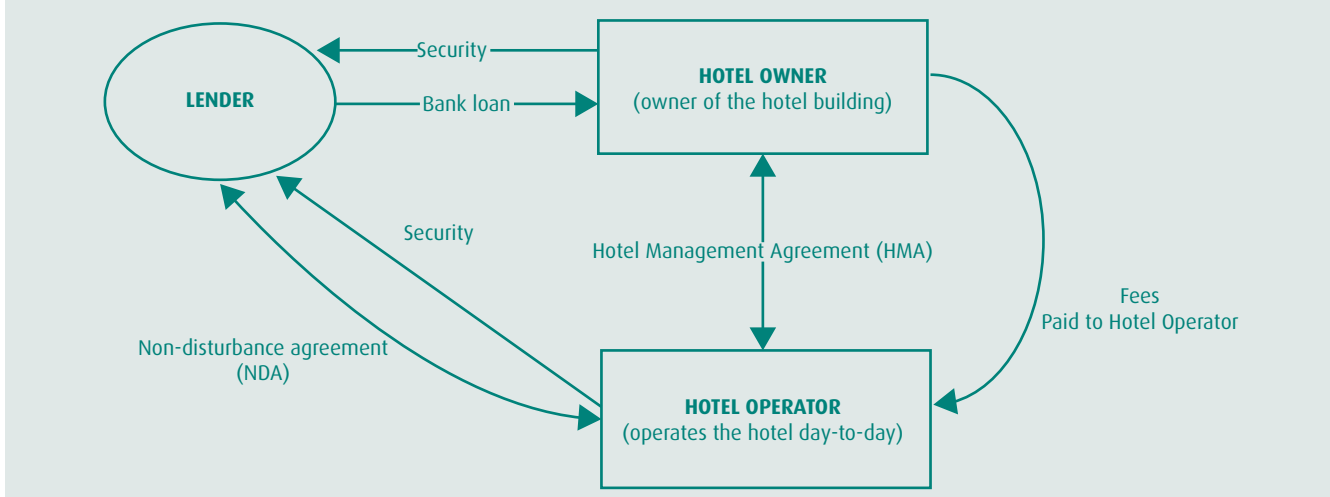 Security
HOTEL OWNER
(owner of the hotel building)
LENDER
Bank loan
Security
Hotel Management Agreement (HMA)
Fees
Paid to Hotel Operator
Non-disturbance agreement
(NDA)
HOTEL OPERATOR
(operates the hotel day-to-day)